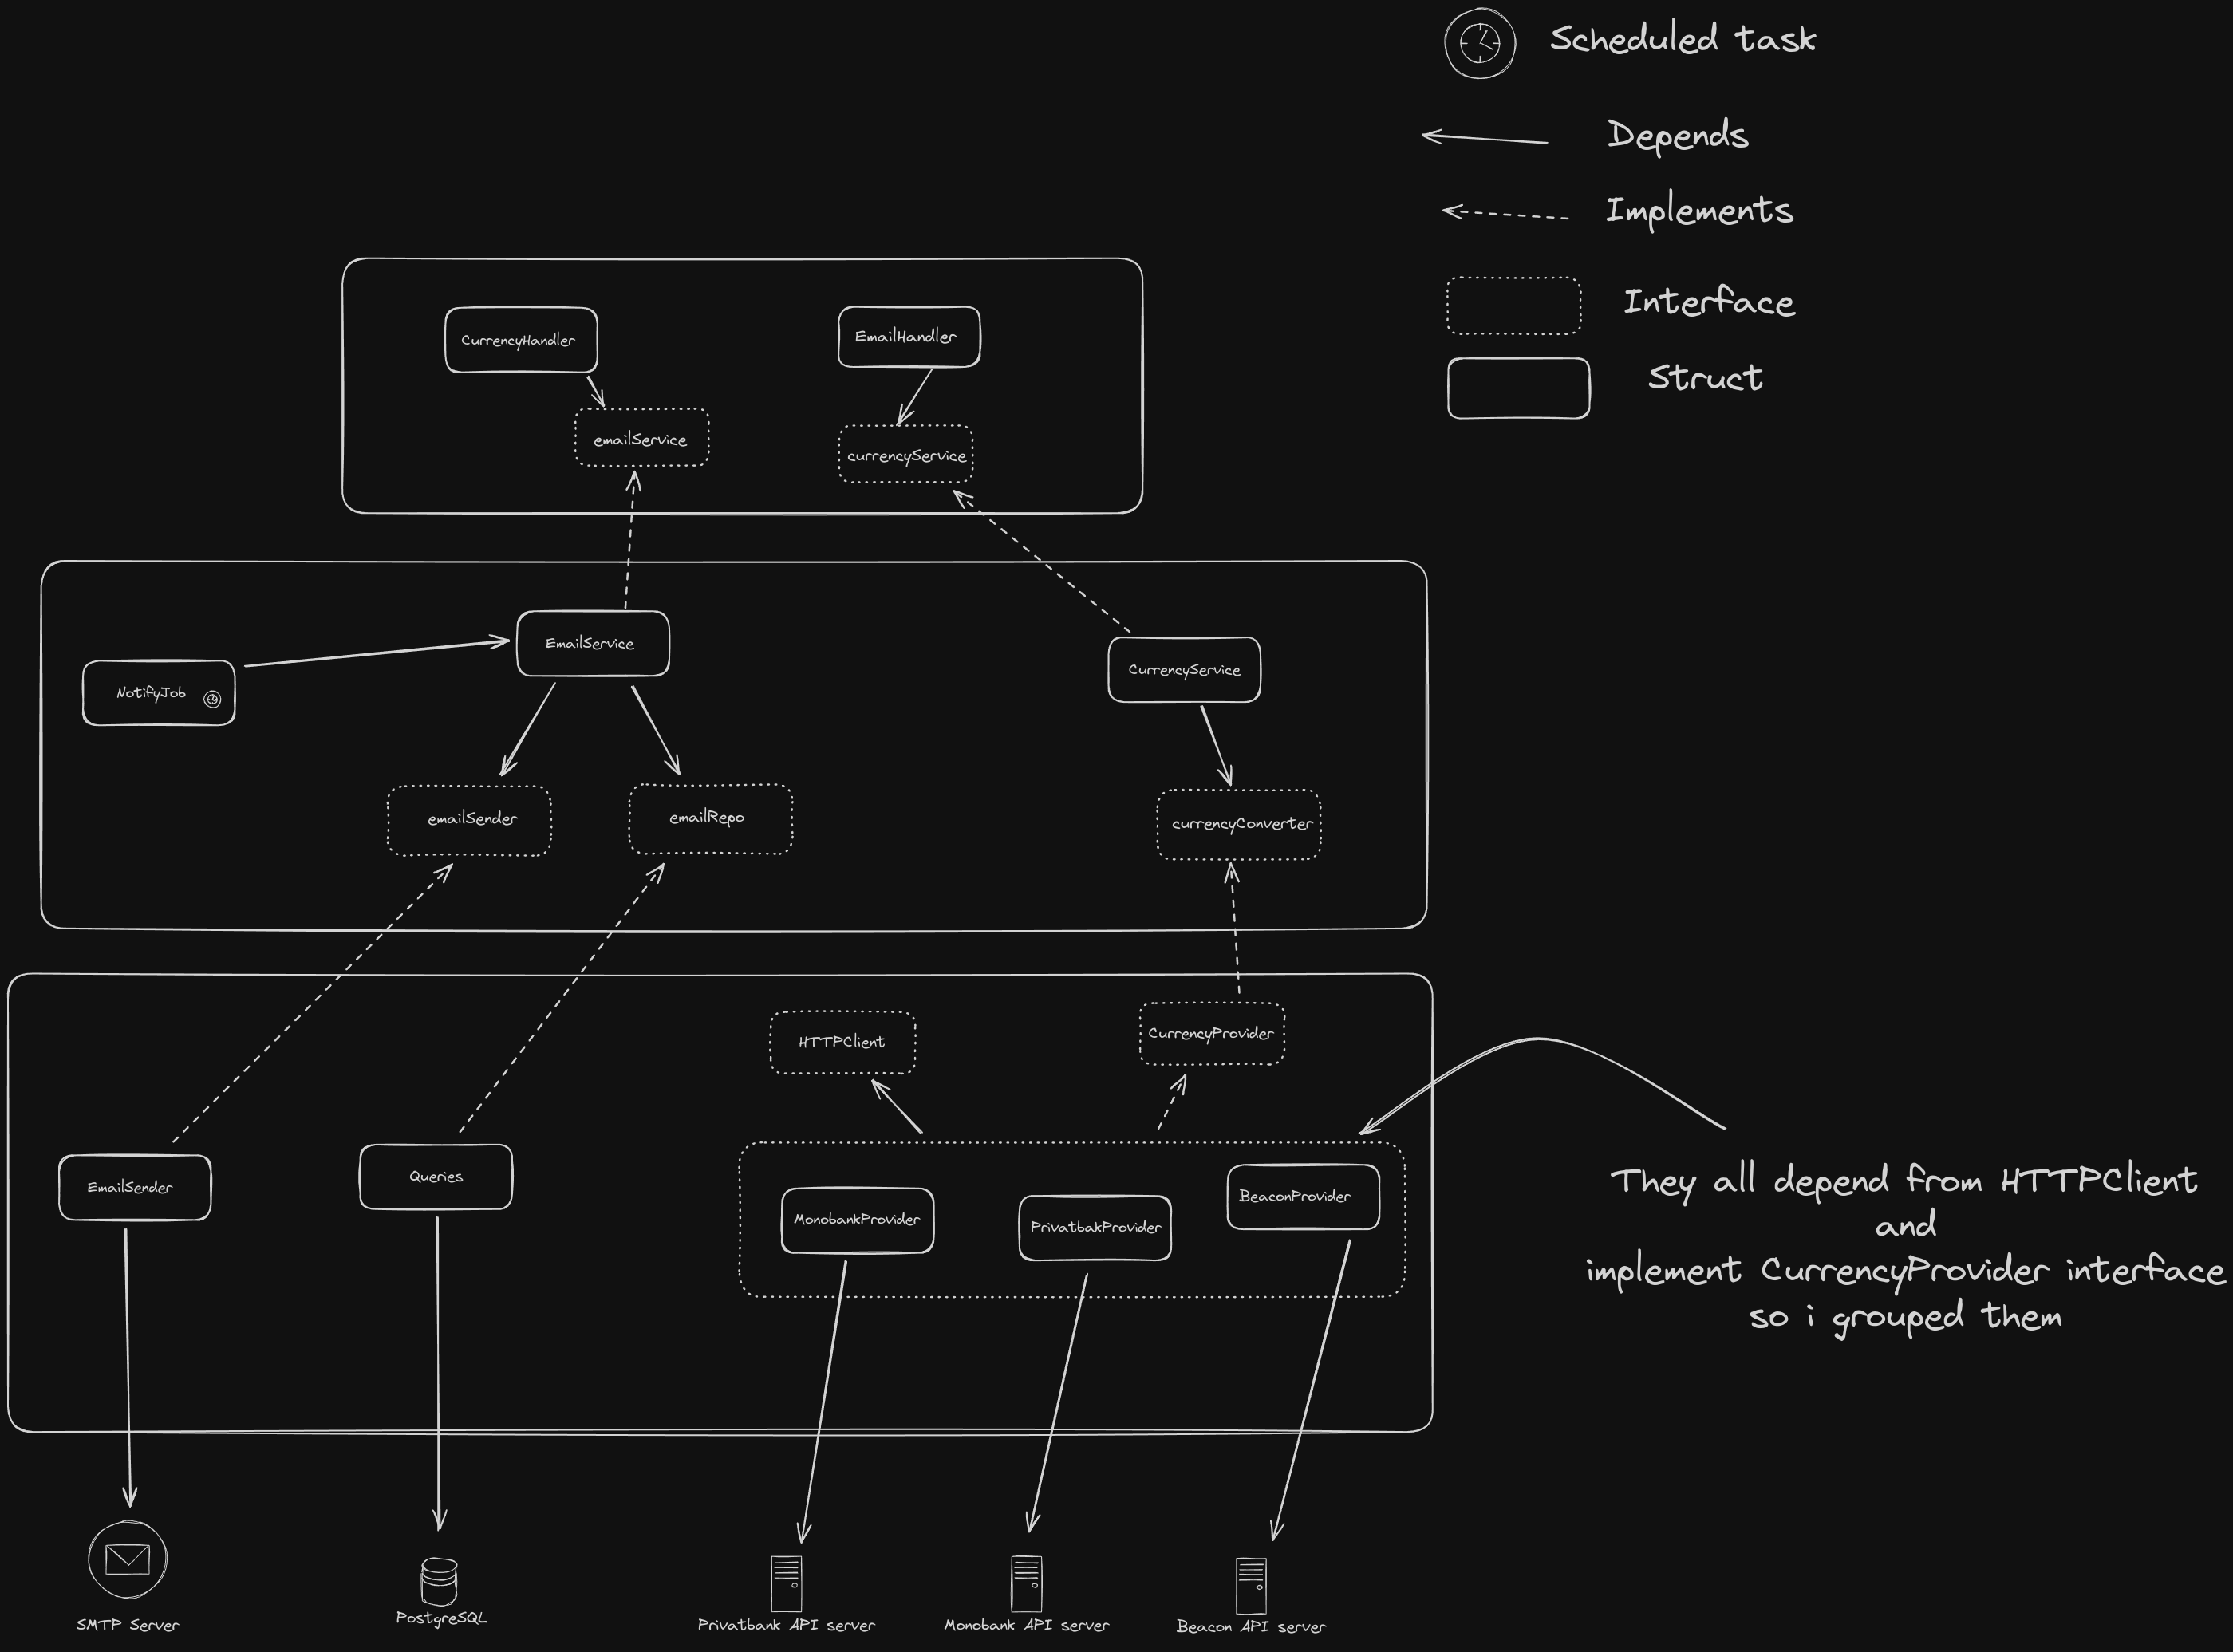 Scheduled task
Depends
Implements
Interface
Struct
CurrencyHandler
EmailHandler
emailService
currencyService
EmailService
CurrencyService
NotifyJob
emailSender
emailRepo
currencyConverter
HTTPClient
CurrencyProvider
EmailSender
Queries
MonobankProvider
PrivatbakProvider
BeaconProvider
They all depend from HTTPClient
and
implement CurrencyProvider interface
so i grouped them
SMTP Server
PostgreSQL
Privatbank API server
Monobank API server
Beacon API server